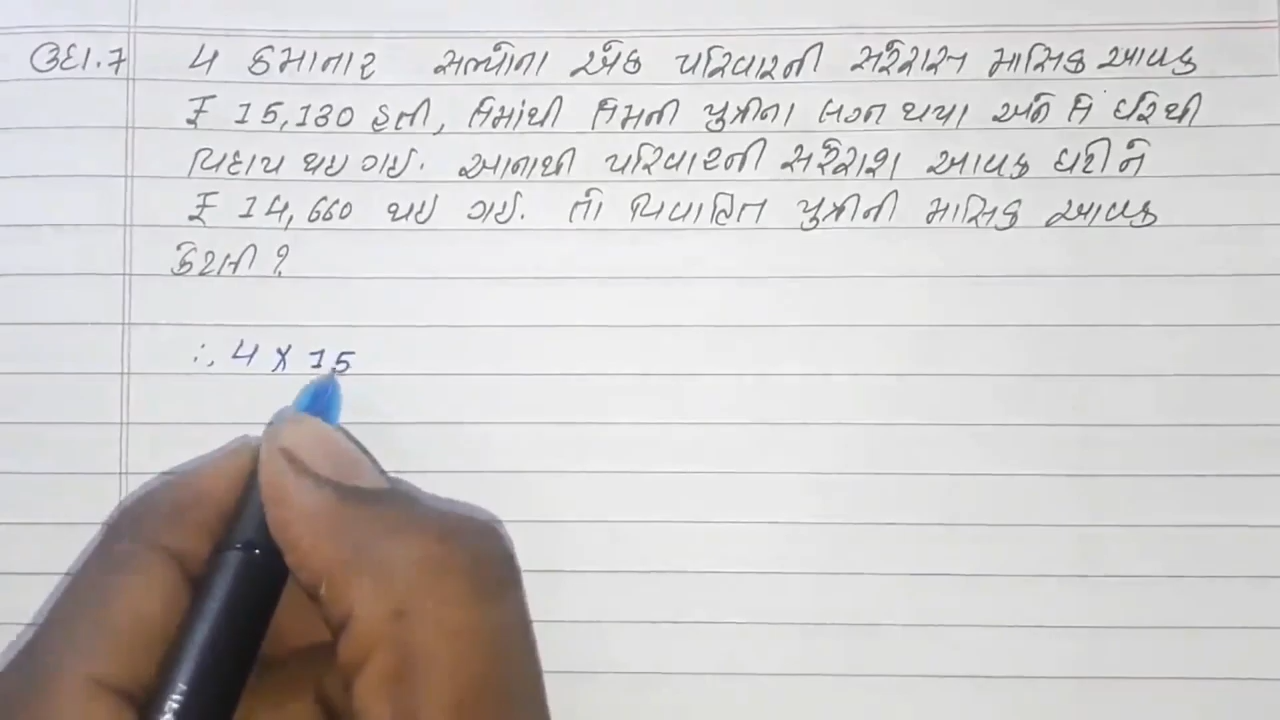 ઉદા.7 4 કમાનાર સભ્યોના એક પરિવારની સરેરાશ માસિક આવક
₹ 15,130 હતી, તેમાંથી તેમની પુત્રીના લગ્ન થયા અને તે ઘરેથી
વિદાય થઇ ગઇ. આનાથી પરિવારની સરેરાશ આવક ઘટીને
₹ 14,660 થઇ ગઇ. તો વિવાહિત પુત્રીની માસિક આવક
કેટલી ?
∴ 4 × 15